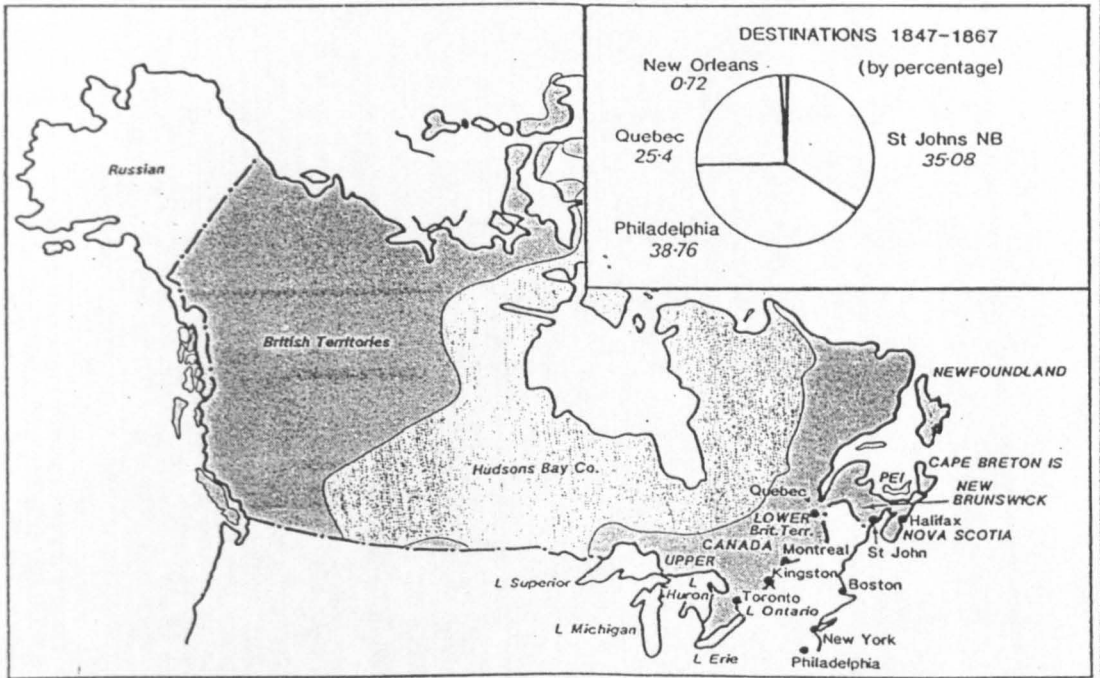 DESTINATIONS 1847-1867
(by percentage)
New Orleans
0·72
Quebec
25·4
St Johns NB
35·08
Philadelphia
38·76
Russian
British Territories
Hudsons Bay Co.
NEWFOUNDLAND
CAPE BRETON IS
PEI
NEW
BRUNSWICK
Quebec
LOWER
Brit. Terr.
Halifax
NOVA SCOTIA
St John
CANADA
UPPER
Montreal
Kingston
L Superior
L
Huron
Toronto
L Ontario
Boston
L Michigan
New York
L Erie
Philadelphia